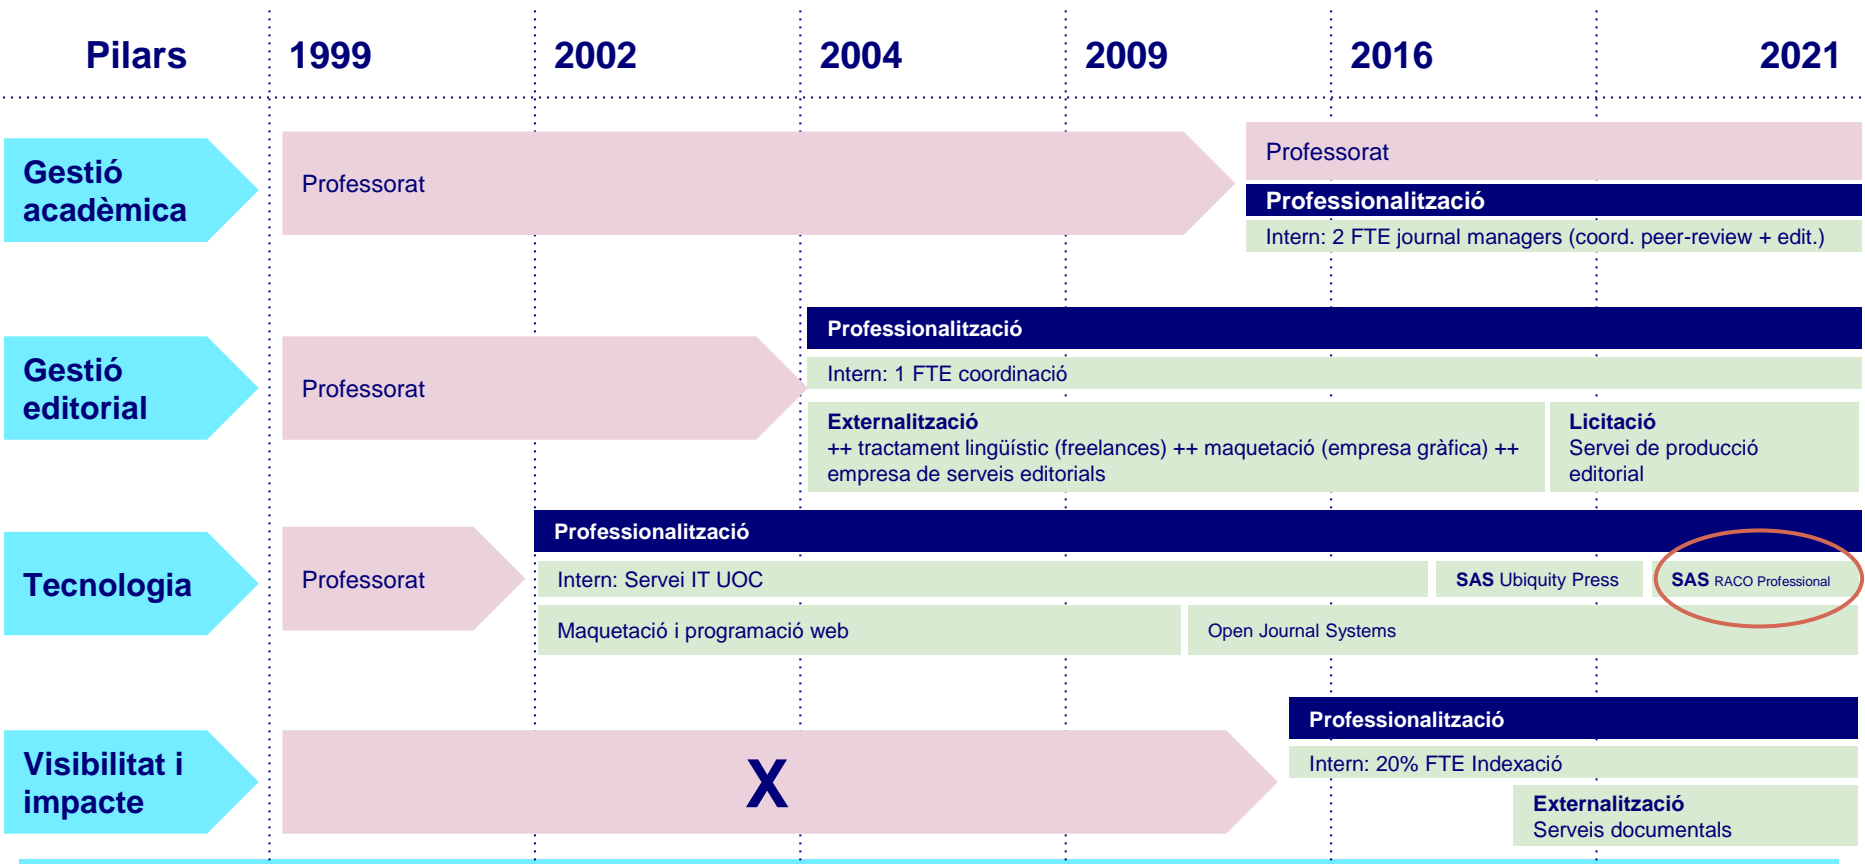 Pilars
1999
2002
2004
2009
2016
2021
Gestió
acadèmica
Professorat
Professorat
Professionalització
Intern: 2 FTE journal managers (coord. peer-review + edit.)
Gestió
editorial
Professorat
Professionalització
Intern: 1 FTE coordinació
Externalització
++ tractament lingüístic (freelances) ++ maquetació (empresa gràfica) ++
empresa de serveis editorials
Licitació
Servei de producció
editorial
Tecnologia
Professorat
Professionalització
Intern: Servei IT UOC
SAS Ubiquity Press
SAS RACO Professional
Maquetació i programació web
Open Journal Systems
Visibilitat i
impacte
X
Professionalització
Intern: 20% FTE Indexació
Externalització
Serveis documentals